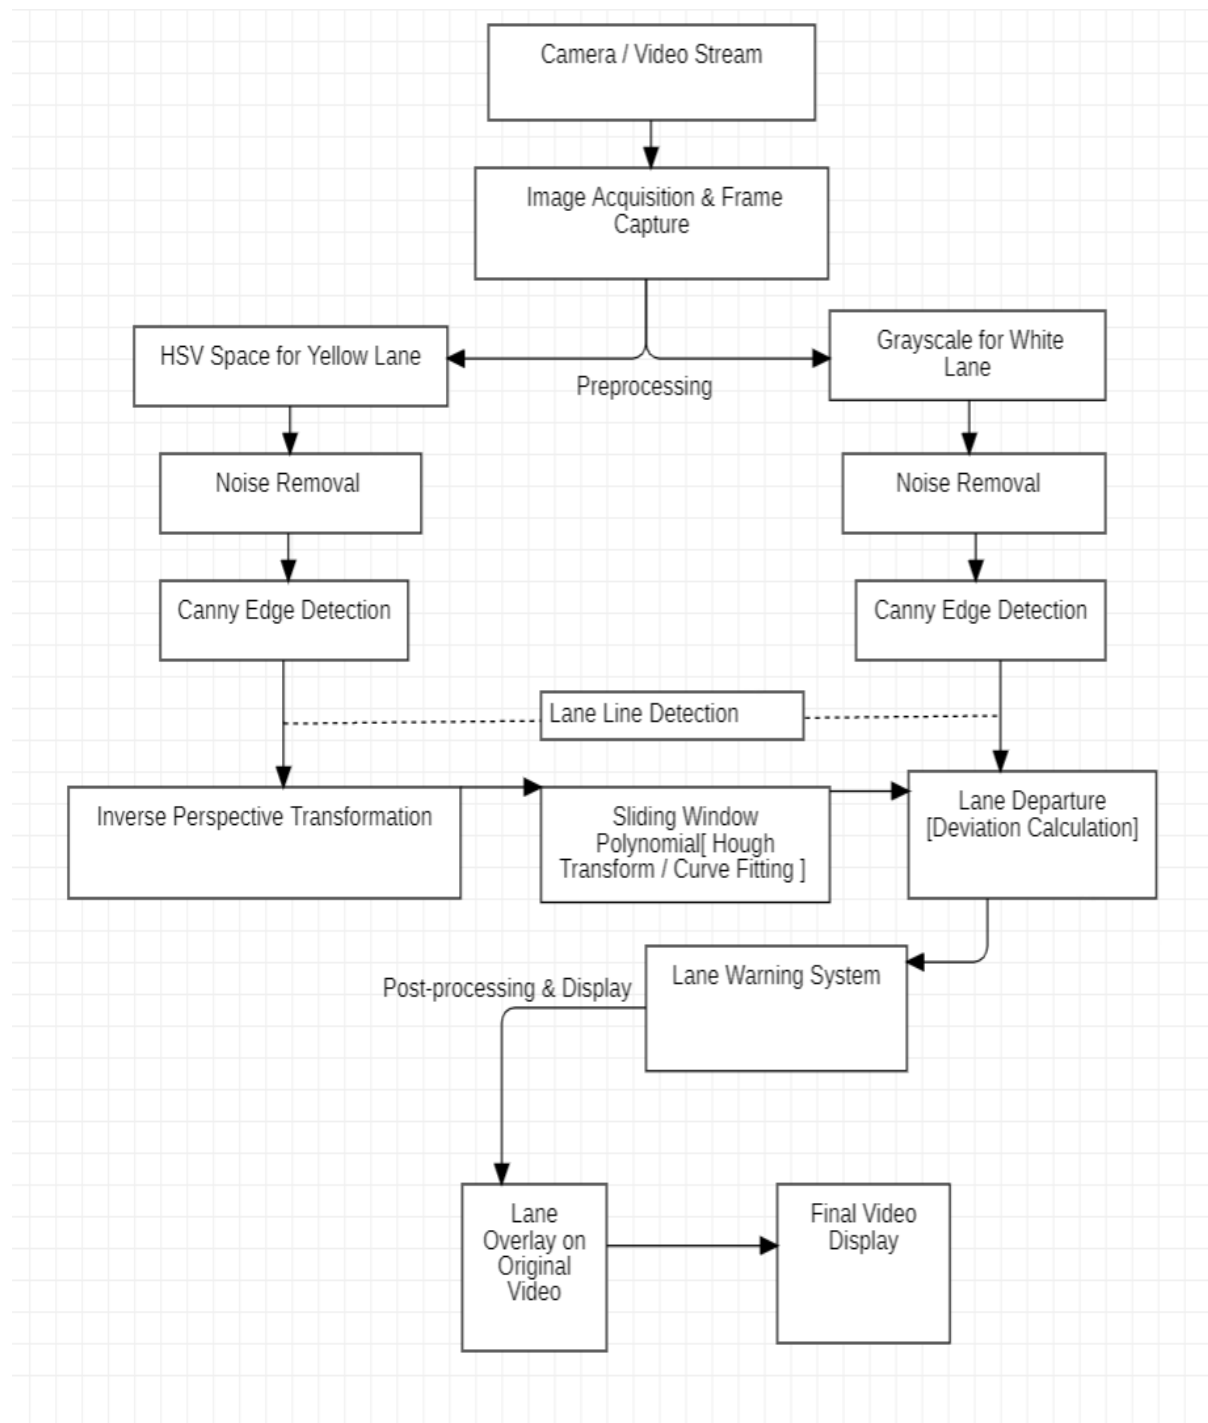 Camera / Video Stream
Image Acquisition & Frame
Capture
HSV Space for Yellow Lane
Grayscale for White
Lane
Preprocessing
Noise Removal
Noise Removal
Canny Edge Detection
Canny Edge Detection
Lane Line Detection
Inverse Perspective Transformation
Sliding Window
Polynomial[ Hough
Transform / Curve Fitting ]
Lane Departure
[Deviation Calculation]
Lane Warning System
Post-processing & Display
Lane
Overlay on
Original
Video
Final Video
Display